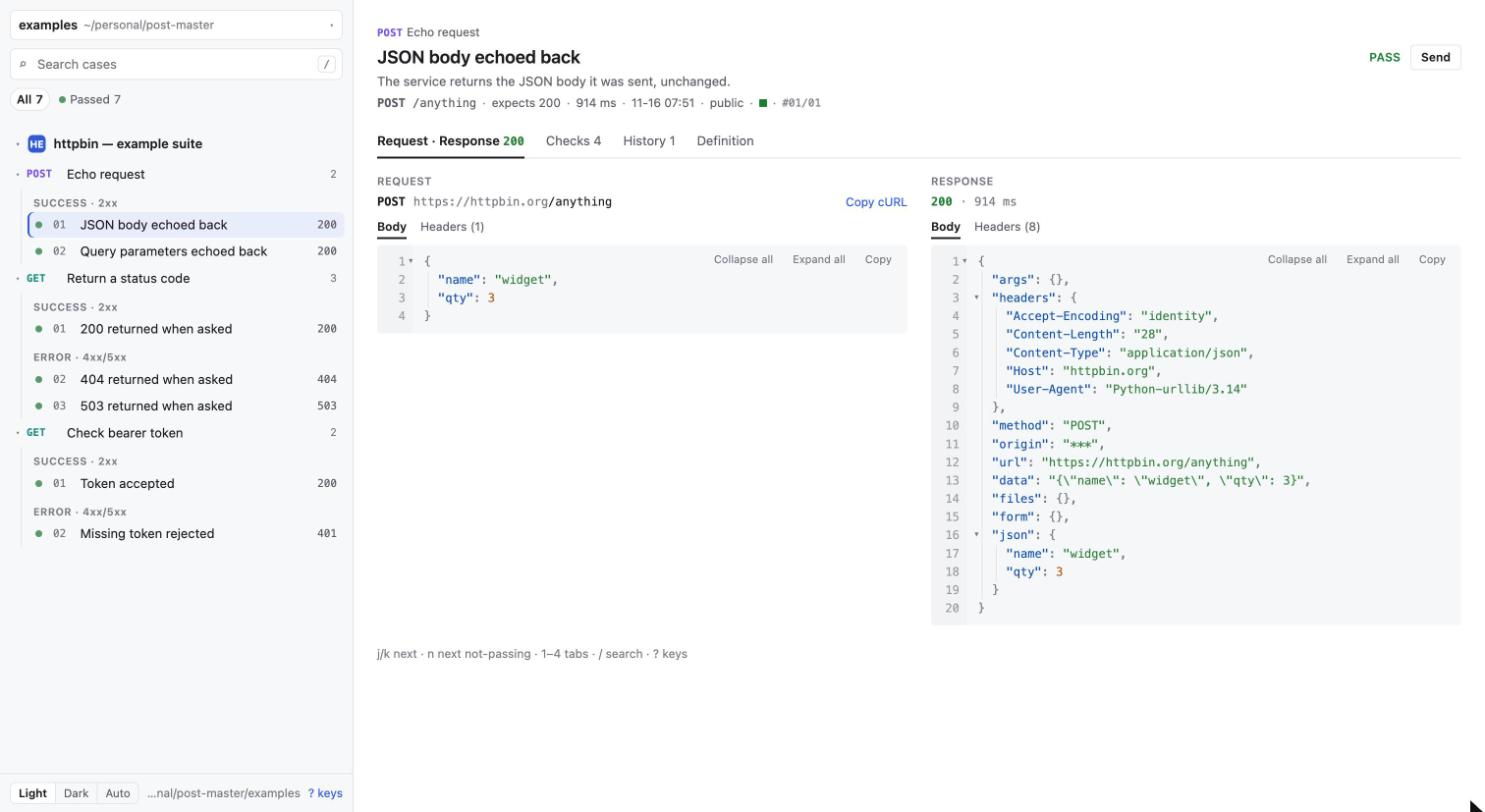 examples ~/personal/post-master
Search cases /
All 7 Passed 7
HE httpbin — example suite
POST Echo request 2
SUCCESS · 2xx
01 JSON body echoed back 200
02 Query parameters echoed back 200
GET Return a status code 3
SUCCESS · 2xx
01 200 returned when asked 200
ERROR · 4xx/5xx
02 404 returned when asked 404
03 503 returned when asked 503
GET Check bearer token 2
SUCCESS · 2xx
01 Token accepted 200
ERROR · 4xx/5xx
02 Missing token rejected 401
Light Dark Auto ...nal/post-master/examples ? keys
POST Echo request
JSON body echoed back
PASS Send
The service returns the JSON body it was sent, unchanged.
POST /anything · expects 200 · 914 ms · 11-16 07:51 · public · ■ · #01/01
Request · Response 200 Checks 4 History 1 Definition
REQUEST
POST https://httpbin.org/anything Copy cURL
Body Headers (1)
Collapse all Expand all Copy
1 {
2 "name": "widget",
3 "qty": 3
4 }
RESPONSE
200 · 914 ms
Body Headers (8)
Collapse all Expand all Copy
1 {
2 "args": {},
3 "headers": {
4 "Accept-Encoding": "identity",
5 "Content-Length": "28",
6 "Content-Type": "application/json",
7 "Host": "httpbin.org",
8 "User-Agent": "Python-urllib/3.14"
9 },
10 "method": "POST",
11 "origin": "***",
12 "url": "https://httpbin.org/anything",
13 "data": "{\"name\": \"widget\", \"qty\": 3}",
14 "files": {},
15 "form": {},
16 "json": {
17 "name": "widget",
18 "qty": 3
19 }
20 }
j/k next · n next not-passing · 1–4 tabs · / search · ? keys